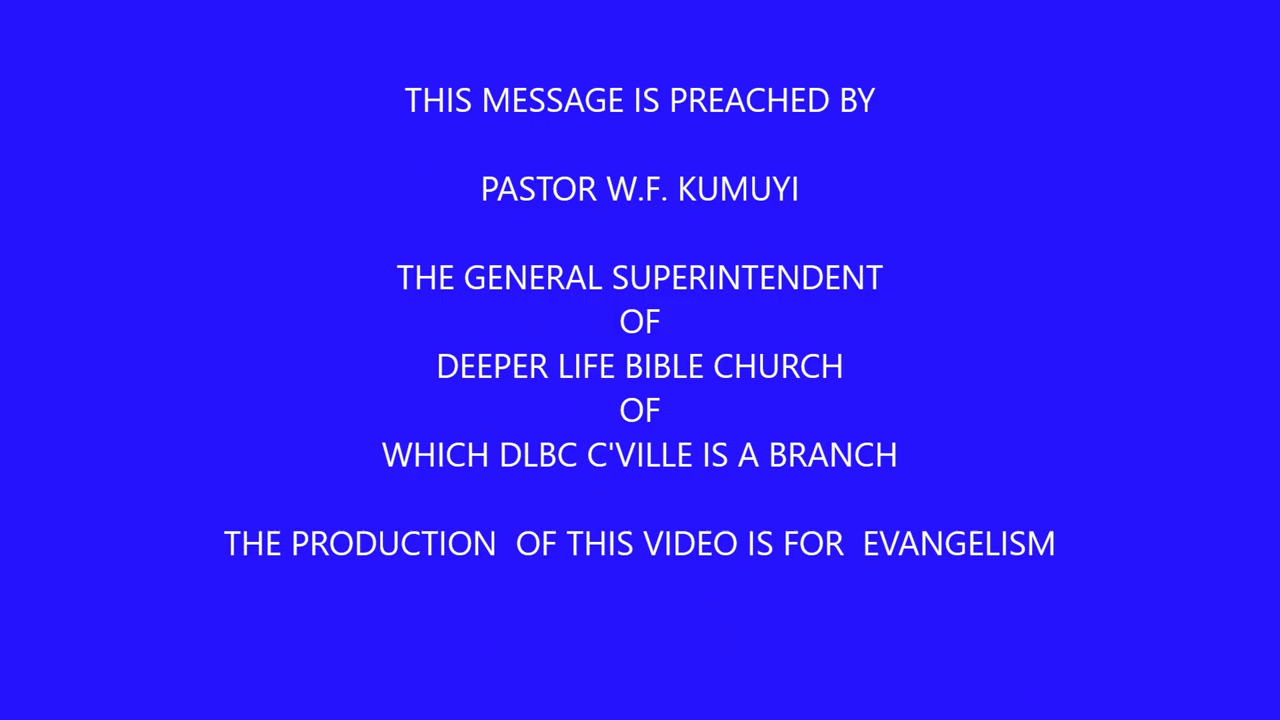 THIS MESSAGE IS PREACHED BY
PASTOR W.F. KUMUYI
THE GENERAL SUPERINTENDENT
OF
DEEPER LIFE BIBLE CHURCH
OF
WHICH DLBC C'VILLE IS A BRANCH
THE PRODUCTION  OF THIS VIDEO IS FOR  EVANGELISM